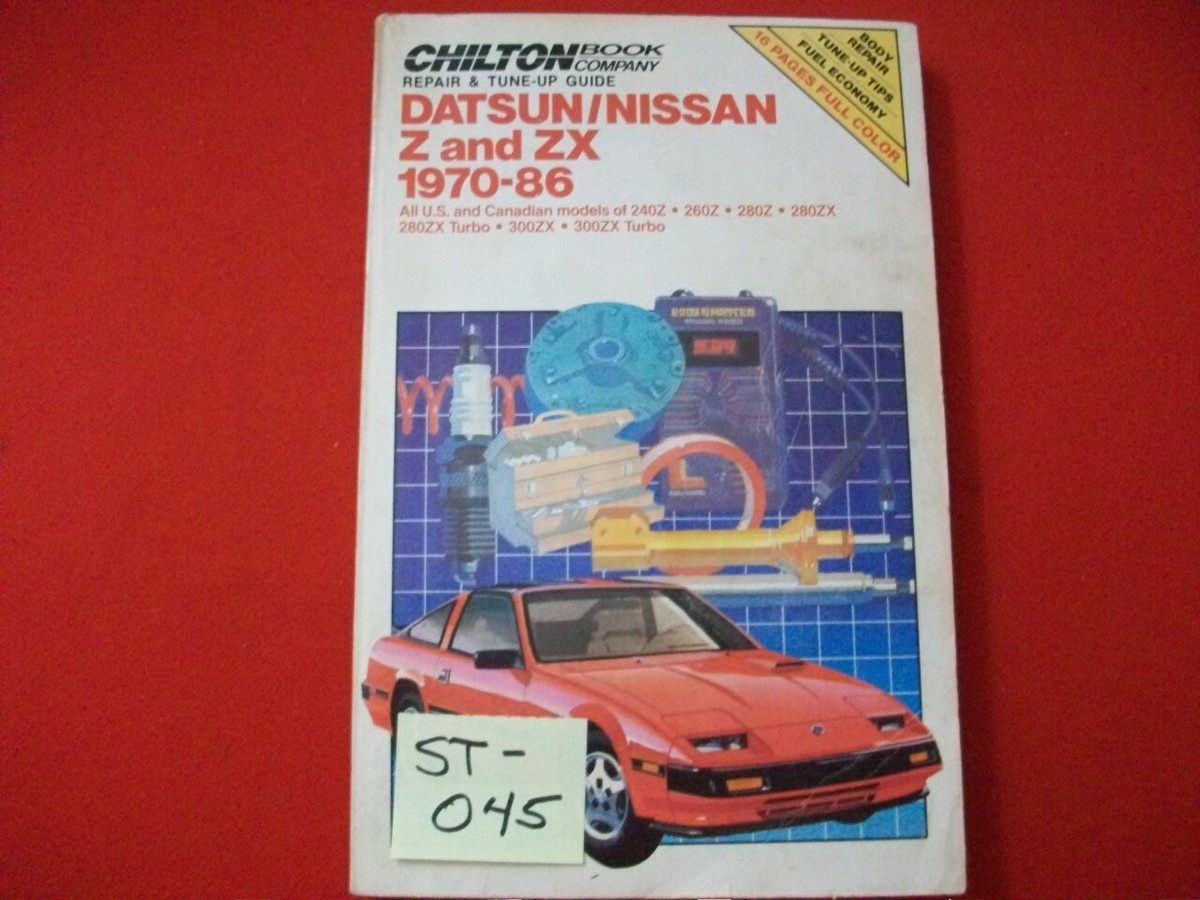 CHILTON BOOK COMPANY
REPAIR & TUNE-UP GUIDE
DATSUN/NISSAN
Z and ZX
1970-86
All U.S. and Canadian models of 240Z • 260Z • 280Z • 280ZX
280ZX Turbo • 300ZX • 300ZX Turbo
BODY
REPAIR
TUNE-UP TIPS
FUEL ECONOMY
16 PAGES FULL COLOR
ST-
045